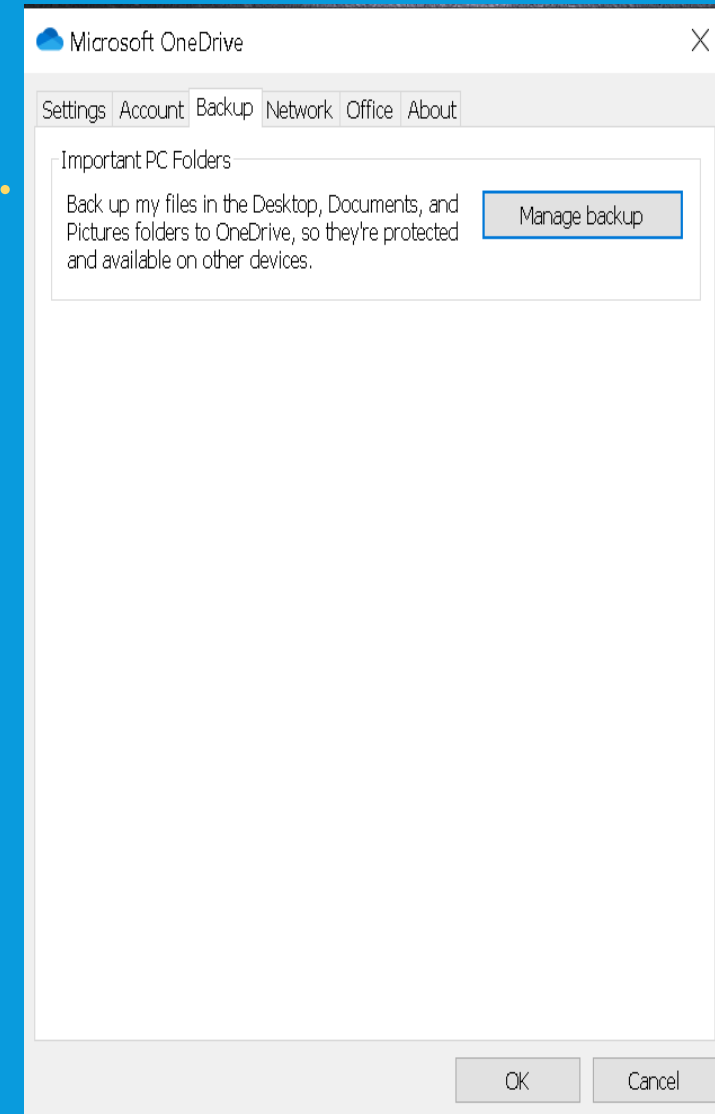 Microsoft OneDrive
Settings Account Backup Network Office About
Important PC Folders
Back up my files in the Desktop, Documents, and
Pictures folders to OneDrive, so they're protected
and available on other devices.
Manage backup
OK Cancel